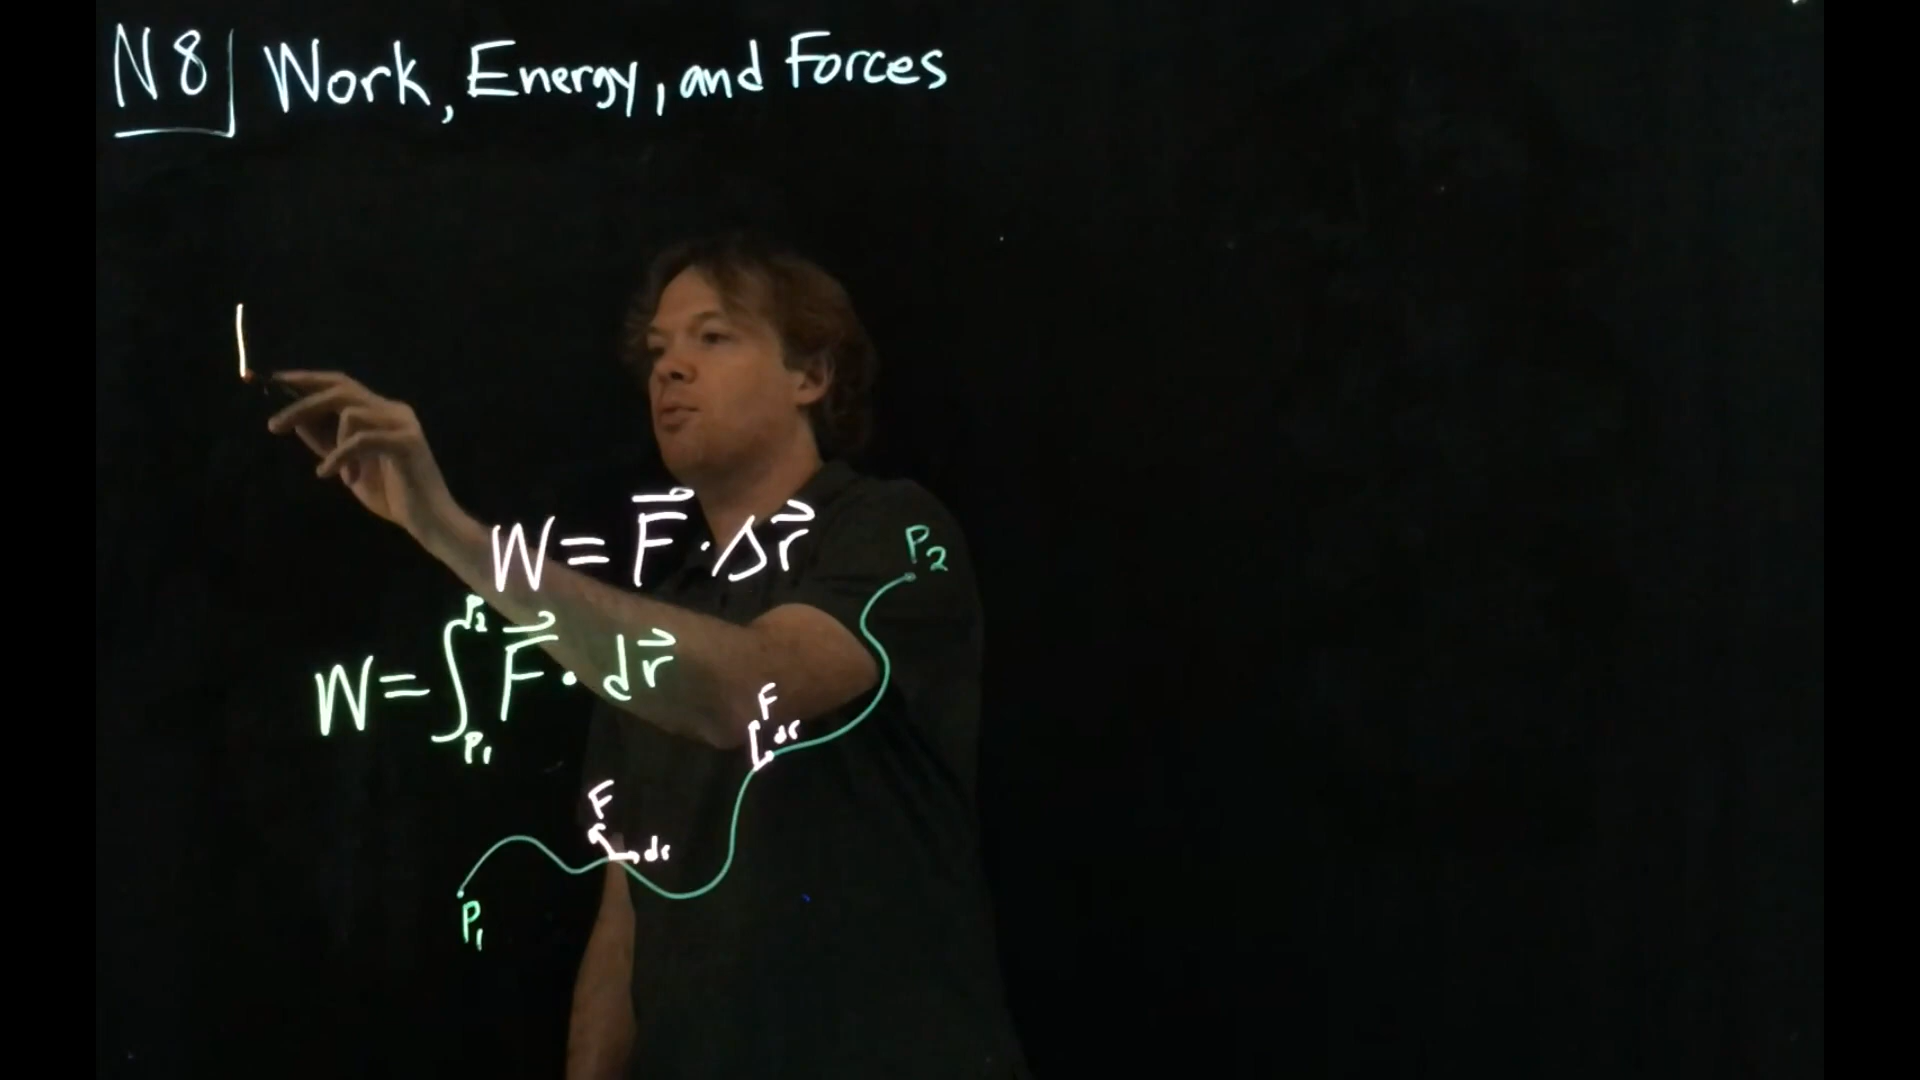 N8 Work, Energy, and Forces
W = F⃗ · Δr⃗
P2
W = ∫ P1 P2 F⃗ · dr⃗
F
dr
F
dr
P1